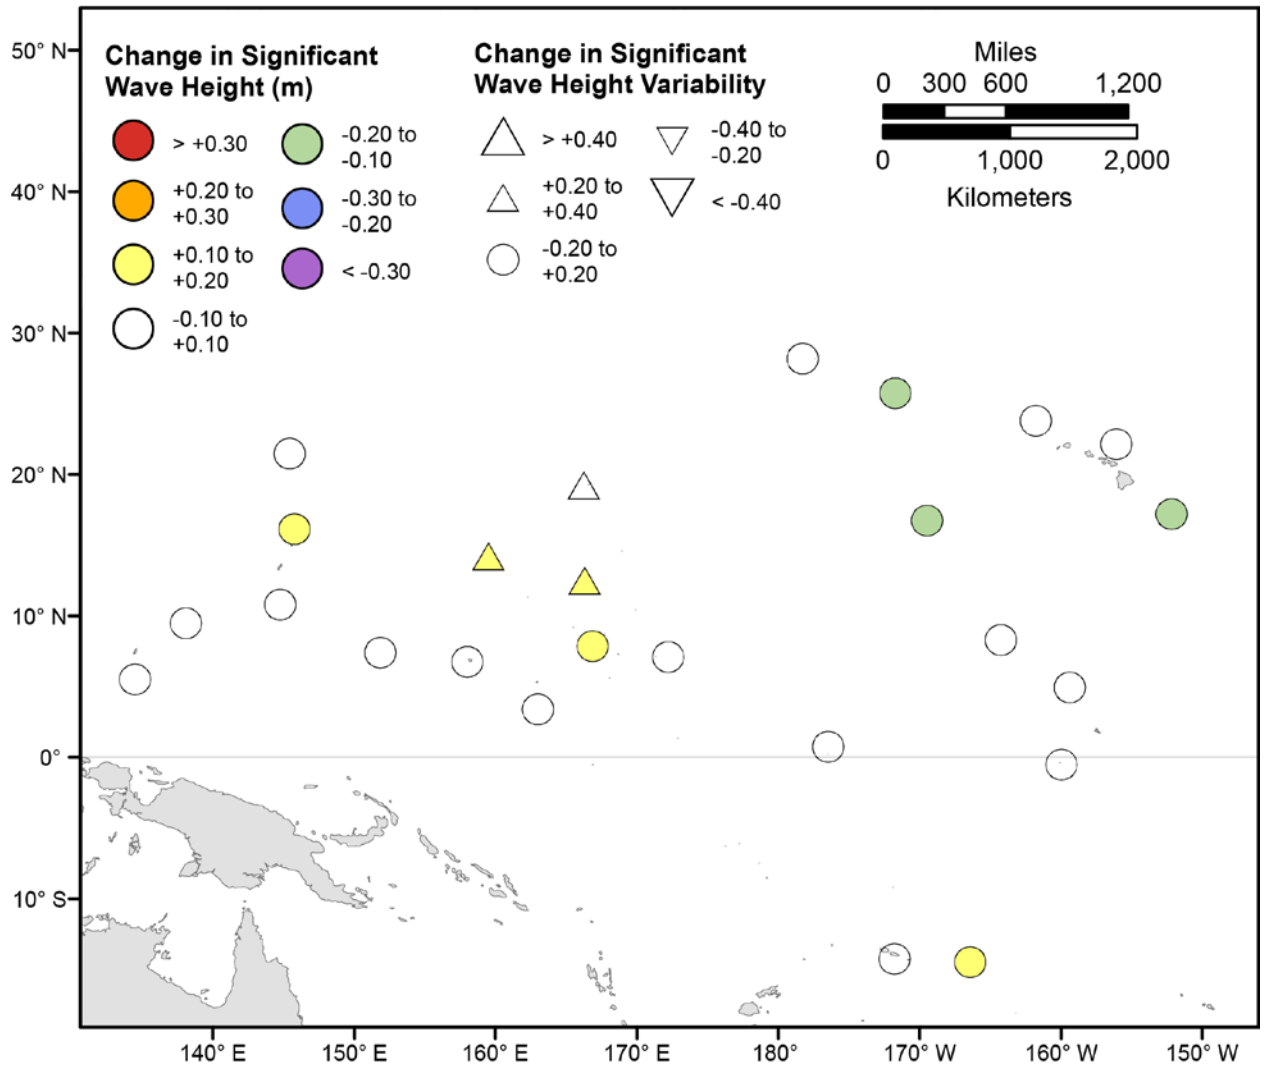 Change in Significant
Wave Height (m)
> +0.30
+0.20 to
+0.30
+0.10 to
+0.20
-0.10 to
+0.10
-0.20 to
-0.10
-0.30 to
-0.20
< -0.30
Change in Significant
Wave Height Variability
> +0.40
+0.20 to
+0.40
-0.20 to
+0.20
-0.40 to
-0.20
< -0.40
Miles
0 300 600 1,200
0 1,000 2,000
Kilometers
50° N
40° N
30° N
20° N
10° N
0°
10° S
140° E 150° E 160° E 170° E 180° 170° W 160° W 150° W